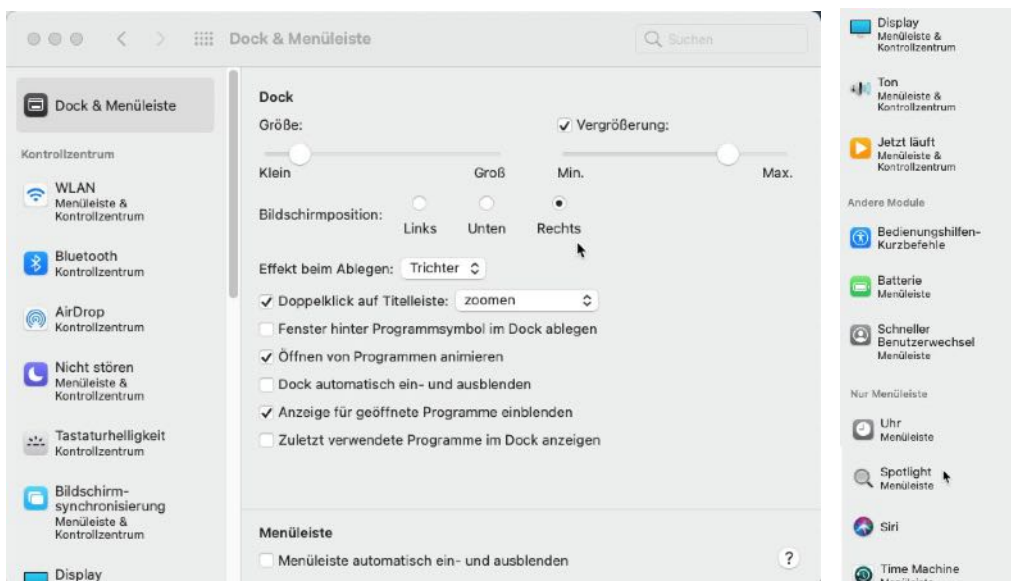 Dock & Menüleiste
Suchen
Dock & Menüleiste
Kontrollzentrum
WLAN
Menüleiste &
Kontrollzentrum
Bluetooth
Kontrollzentrum
AirDrop
Kontrollzentrum
Nicht stören
Menüleiste &
Kontrollzentrum
Tastaturhelligkeit
Kontrollzentrum
Bildschirm-
synchronisierung
Menüleiste &
Kontrollzentrum
Display
Dock
Größe:
Vergrößerung:
Klein Groß Min. Max.
Bildschirmposition:
Links Unten Rechts
Effekt beim Ablegen: Trichter
Doppelklick auf Titelleiste: zoomen
Fenster hinter Programmsymbol im Dock ablegen
Öffnen von Programmen animieren
Dock automatisch ein- und ausblenden
Anzeige für geöffnete Programme einblenden
Zuletzt verwendete Programme im Dock anzeigen
Menüleiste
Menüleiste automatisch ein- und ausblenden
?
Display
Menüleiste &
Kontrollzentrum
Ton
Menüleiste &
Kontrollzentrum
Jetzt läuft
Menüleiste &
Kontrollzentrum
Andere Module
Bedienungshilfen-
Kurzbefehle
Batterie
Menüleiste
Schneller
Benutzerwechsel
Menüleiste
Nur Menüleiste
Uhr
Menüleiste
Spotlight
Menüleiste
Siri
Time Machine